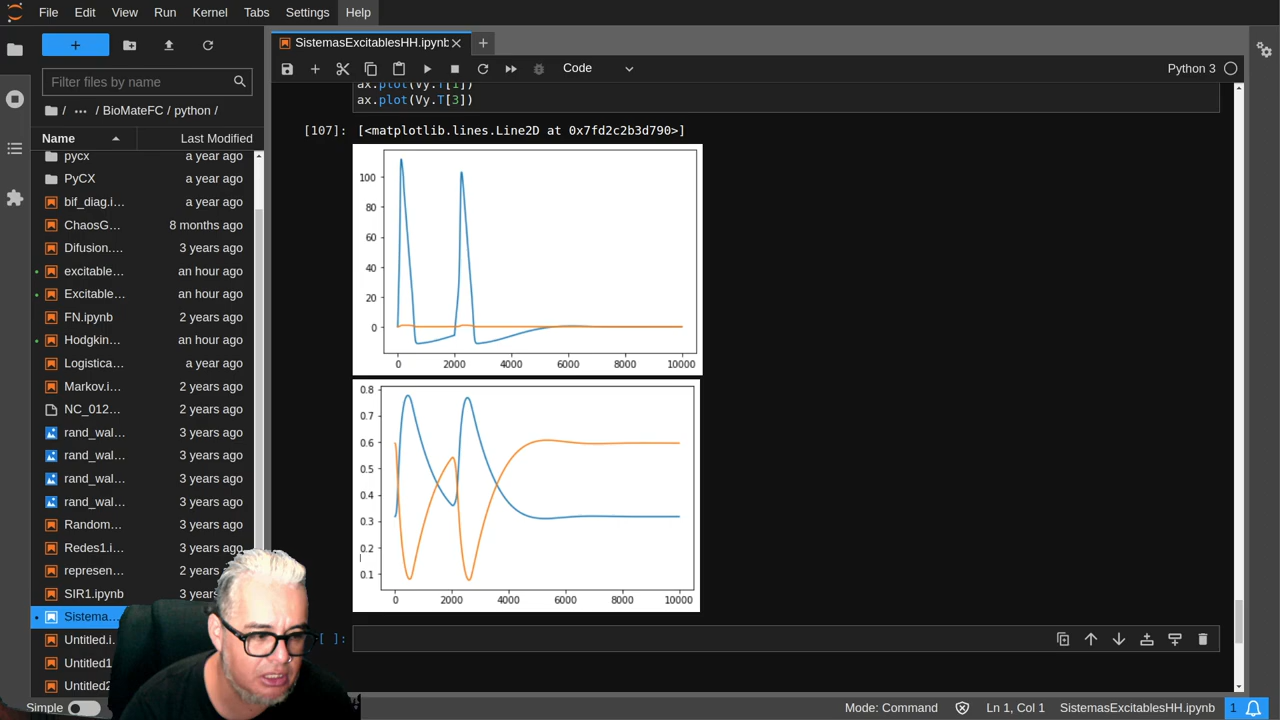 File Edit View Run Kernel Tabs Settings Help
SistemasExcitablesHH.ipynb
Filter files by name
Code
Python 3
/ ... / BioMateFC / python /
Name Last Modified
pycx a year ago
PyCX a year ago
bif_diag.i... a year ago
ChaosG... 8 months ago
Difusion.... 3 years ago
excitable... an hour ago
Excitable... an hour ago
FN.ipynb 2 years ago
Hodgkin... an hour ago
Logistica... a year ago
Markov.i... 2 years ago
NC_012... 2 years ago
rand_wal... 3 years ago
rand_wal... 3 years ago
rand_wal... 3 years ago
rand_wal... 3 years ago
Random... 3 years ago
Redes1.i... 3 years ago
represen... 2 years
SIR1.ipynb 3 years
Sistema...
Untitled.i
Untitled1
Untitled2
ax.plot(Vy.T[1])
ax.plot(Vy.T[3])
[107]: [<matplotlib.lines.Line2D at 0x7fd2c2b3d790>]
100
80
60
40
20
0
0 2000 4000 6000 8000 10000
0.8
0.7
0.6
0.5
0.4
0.3
0.2
0.1
0 2000 4000 6000 8000 10000
[ ]:
Simple
Mode: Command
Ln 1, Col 1
SistemasExcitablesHH.ipynb
1